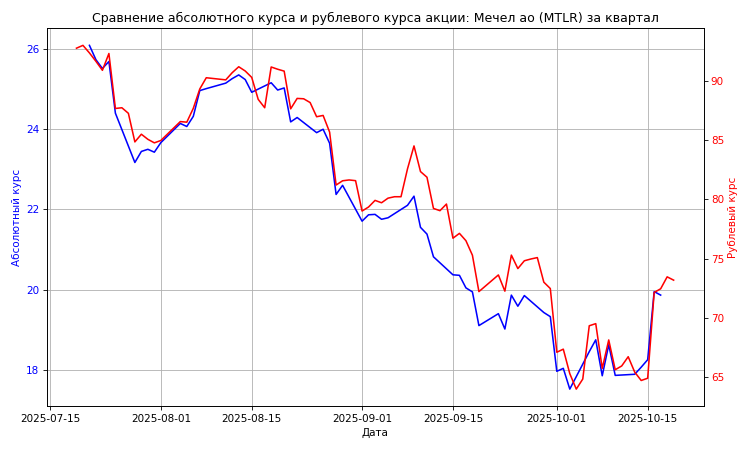 Сравнение абсолютного курса и рублевого курса акции: Мечел ао (MTLR) за квартал
Абсолютный курс
26
24
22
20
18
90
85
80
75
70
65
Рублевый курс
2025-07-15 2025-08-01 2025-08-15 2025-09-01 2025-09-15 2025-10-01 2025-10-15
Дата